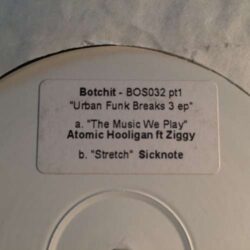 Botchit - BOS032 pt1
"Urban Funk Breaks 3 ep"
a. "The Music We Play"
Atomic Hooligan ft Ziggy
b. "Stretch" Sicknote